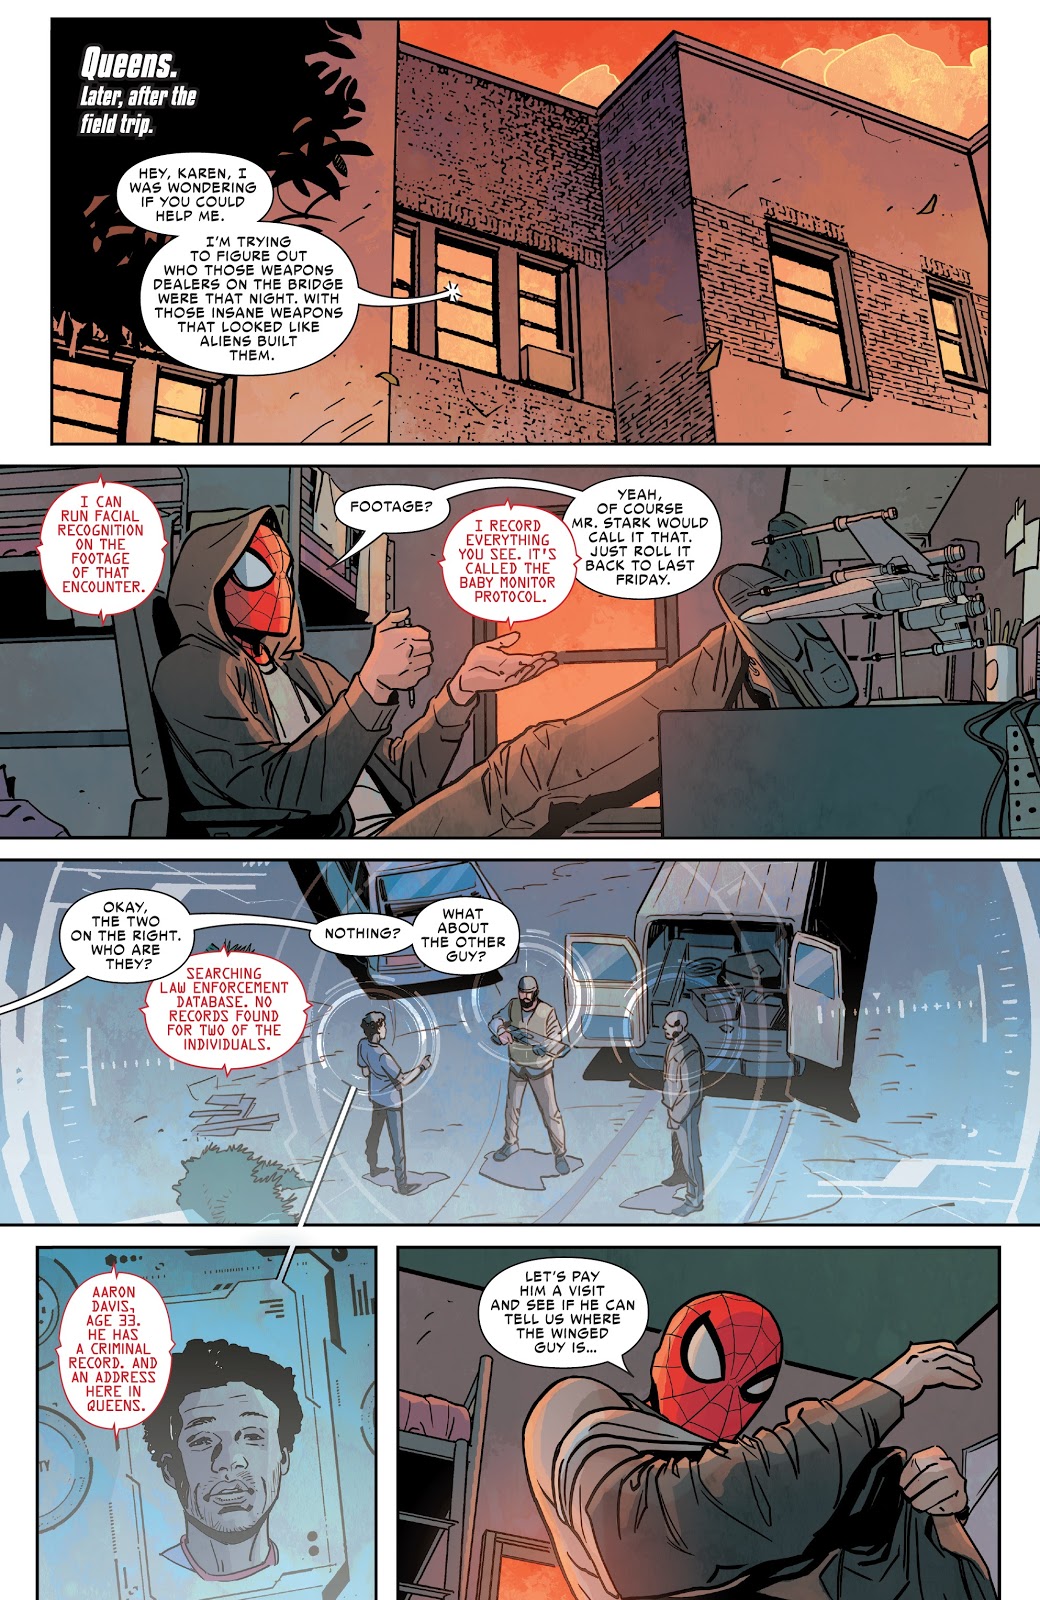 Queens.
Later, after the
field trip.
HEY, KAREN, I
WAS WONDERING
IF YOU COULD
HELP ME.
I'M TRYING
TO FIGURE OUT
WHO THOSE WEAPONS
DEALERS ON THE BRIDGE
WERE THAT NIGHT. WITH
THOSE INSANE WEAPONS
THAT LOOKED LIKE
ALIENS BUILT
THEM.
I CAN
RUN FACIAL
RECOGNITION
ON THE
FOOTAGE
OF THAT
ENCOUNTER.
FOOTAGE?
I RECORD
EVERYTHING
YOU SEE. IT'S
CALLED THE
BABY MONITOR
PROTOCOL.
YEAH,
OF COURSE
MR. STARK WOULD
CALL IT THAT.
JUST ROLL IT
BACK TO LAST
FRIDAY.
OKAY,
THE TWO
ON THE RIGHT.
WHO ARE
THEY?
SEARCHING
LAW ENFORCEMENT
DATABASE. NO
RECORDS FOUND
FOR TWO OF THE
INDIVIDUALS.
NOTHING?
WHAT
ABOUT
THE OTHER
GUY?
AARON
DAVIS,
AGE 33.
HE HAS
A CRIMINAL
RECORD. AND
AN ADDRESS
HERE IN
QUEENS.
LET'S PAY
HIM A VISIT
AND SEE IF HE CAN
TELL US WHERE
THE WINGED
GUY IS...